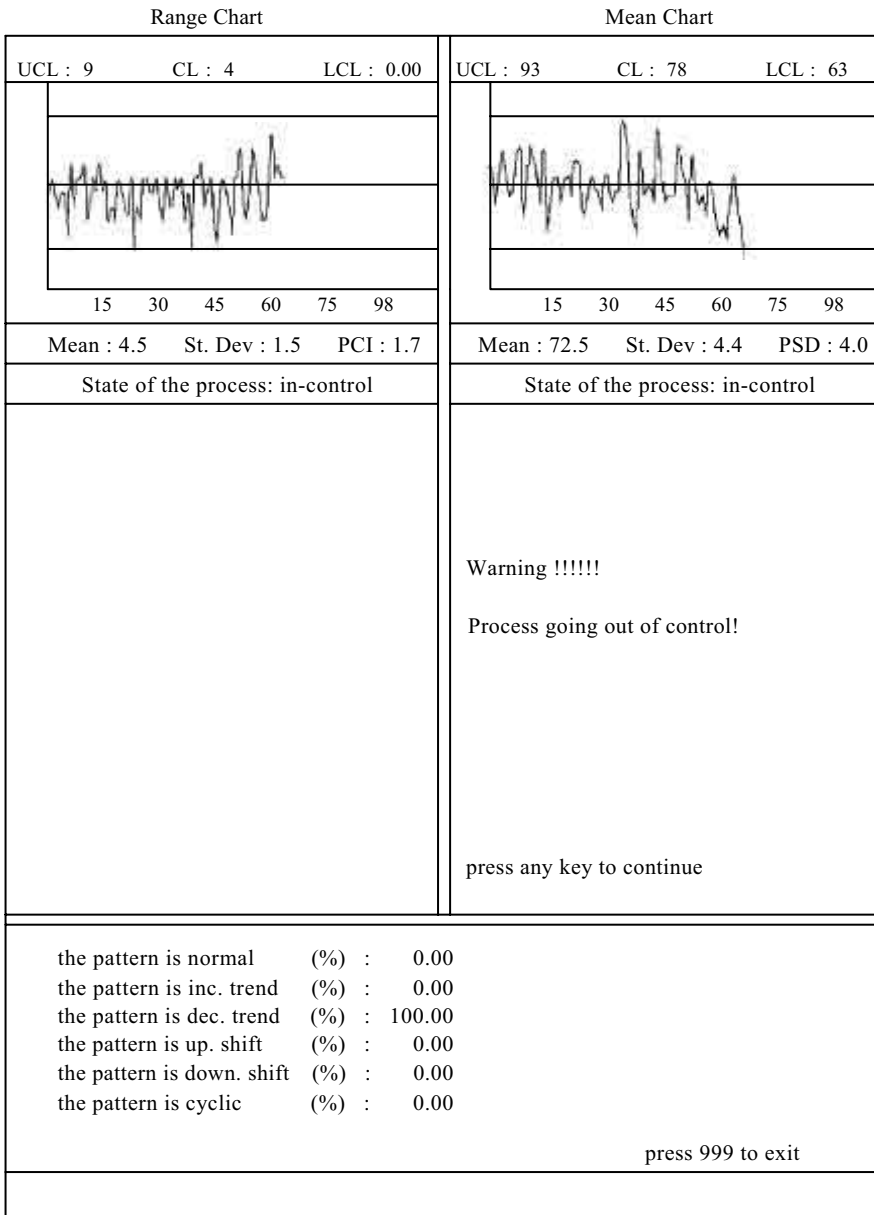 Range Chart
Mean Chart
UCL : 9 CL : 4 LCL : 0.00
UCL : 93 CL : 78 LCL : 63
15 30 45 60 75 98
15 30 45 60 75 98
Mean : 4.5 St. Dev : 1.5 PCI : 1.7
Mean : 72.5 St. Dev : 4.4 PSD : 4.0
State of the process: in-control
State of the process: in-control
Warning !!!!!!
Process going out of control!
press any key to continue
the pattern is normal (%) : 0.00
the pattern is inc. trend (%) : 0.00
the pattern is dec. trend (%) : 100.00
the pattern is up. shift (%) : 0.00
the pattern is down. shift (%) : 0.00
the pattern is cyclic (%) : 0.00
press 999 to exit